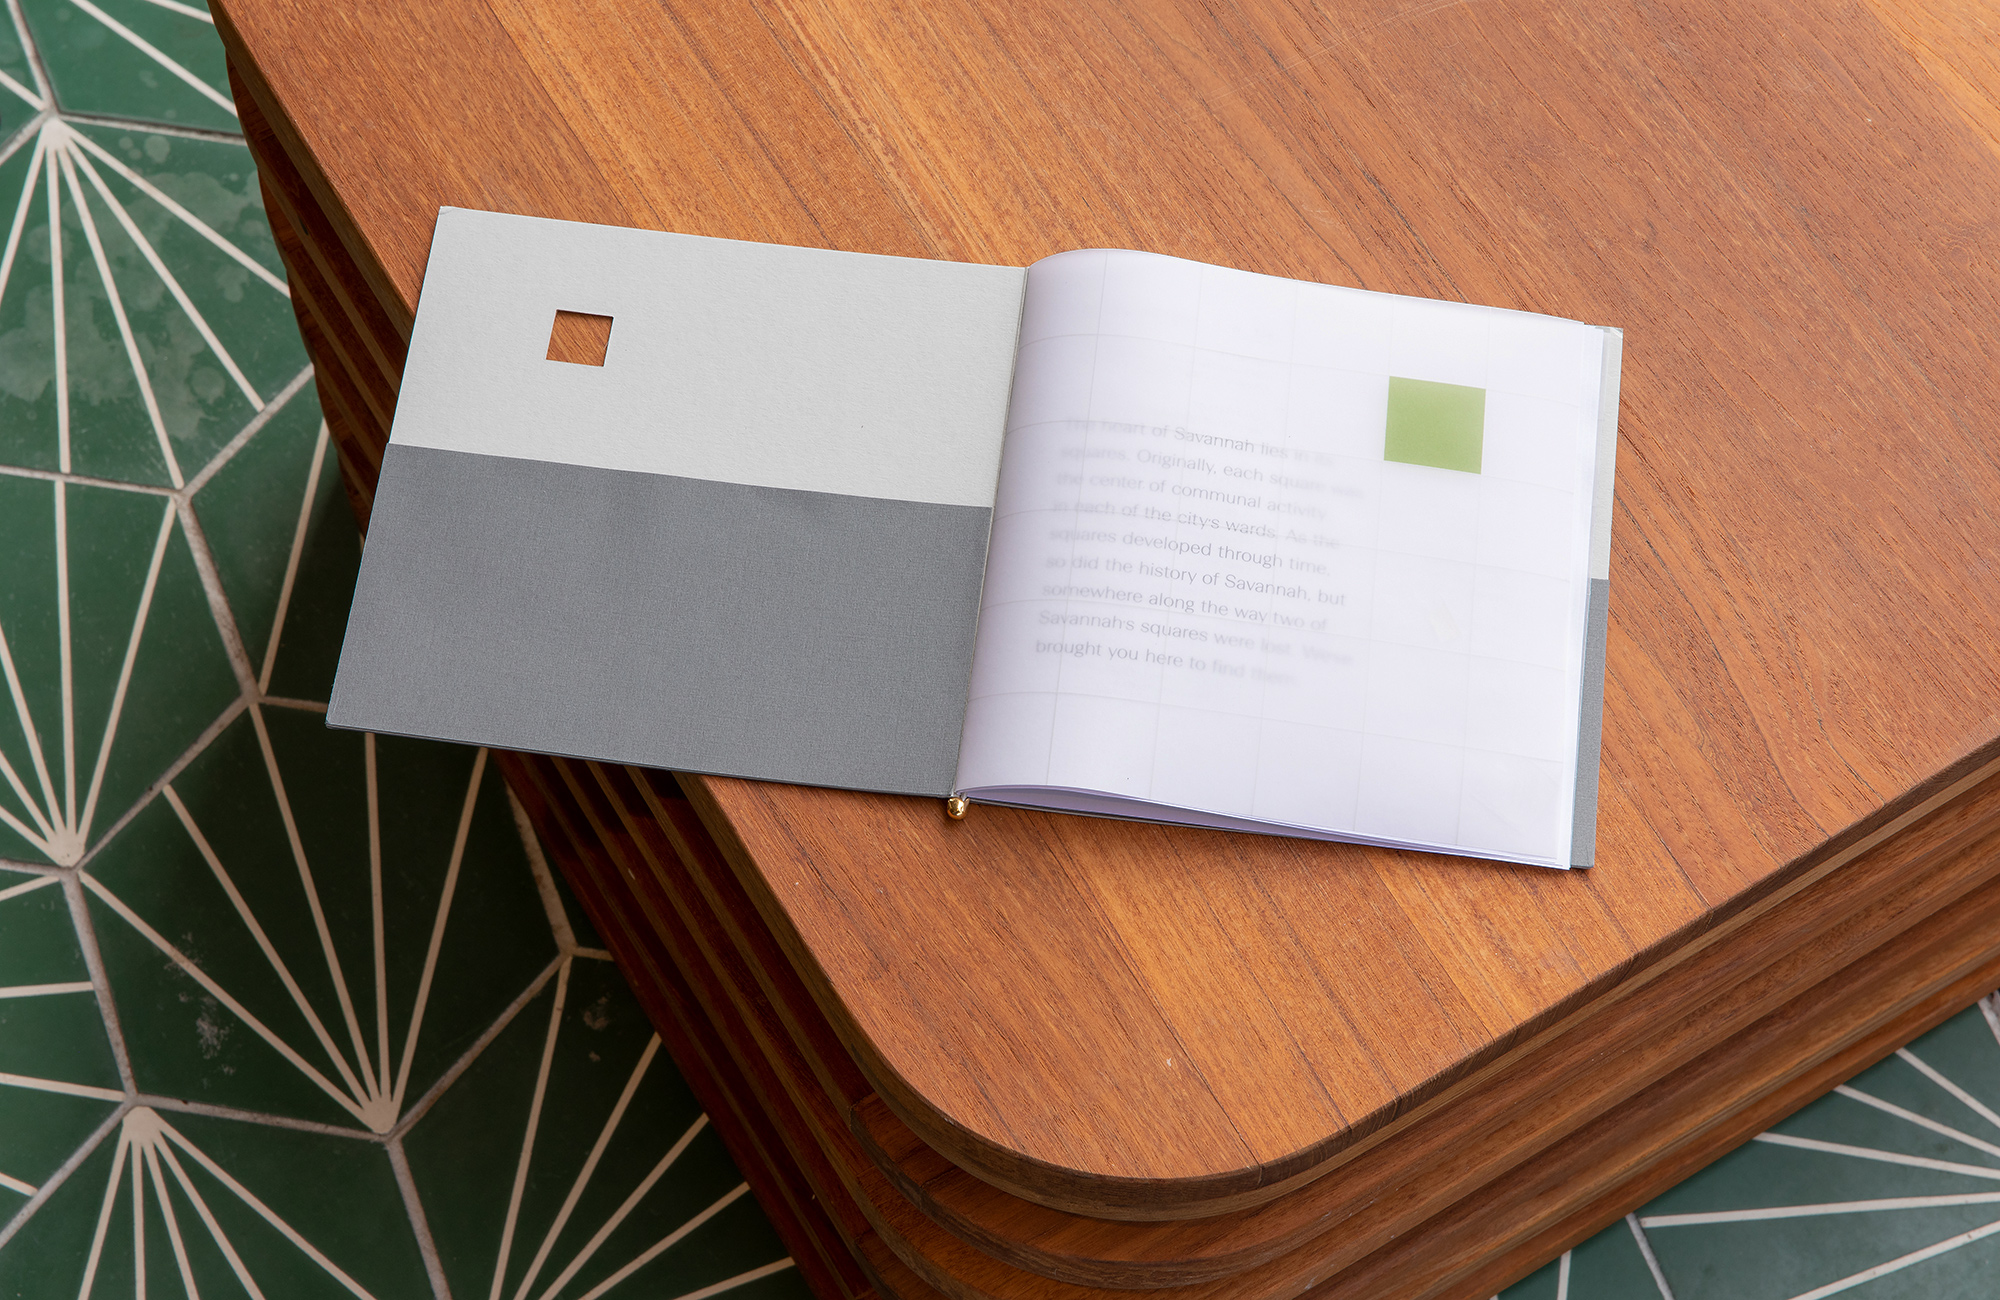 The heart of Savannah lies in its
squares. Originally, each square was
the center of communal activity
in each of the city's wards. As the
squares developed through time,
so did the history of Savannah, but
somewhere along the way two of
Savannah's squares were lost. We've
brought you here to find them.